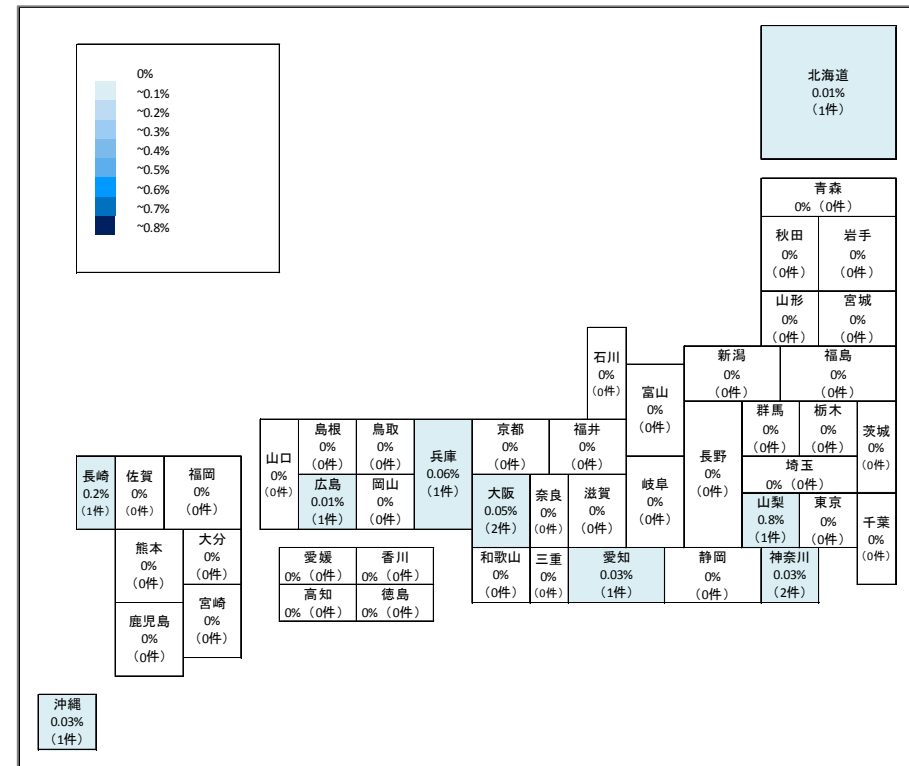 0%
~0.1%
~0.2%
~0.3%
~0.4%
~0.5%
~0.6%
~0.7%
~0.8%
北海道
0.01%
(1件)
青森
0% (0件)
秋田
0%
(0件)
岩手
0%
(0件)
山形
0%
(0件)
宮城
0%
(0件)
石川
0%
(0件)
富山
0%
(0件)
新潟
0%
(0件)
福島
0%
(0件)
群馬
0%
(0件)
栃木
0%
(0件)
茨城
0%
(0件)
長野
0%
(0件)
埼玉
0% (0件)
山口
0%
(0件)
島根
0%
(0件)
鳥取
0%
(0件)
兵庫
0.06%
(1件)
京都
0%
(0件)
福井
0%
(0件)
岐阜
0%
(0件)
長崎
0.2%
(1件)
佐賀
0%
(0件)
福岡
0%
(0件)
広島
0.01%
(1件)
岡山
0%
(0件)
大阪
0.05%
(2件)
奈良
0%
(0件)
滋賀
0%
(0件)
山梨
0.8%
(1件)
東京
0%
(0件)
千葉
0%
(0件)
熊本
0%
(0件)
大分
0%
(0件)
愛媛
0% (0件)
香川
0% (0件)
高知
0% (0件)
徳島
0% (0件)
和歌山
0%
(0件)
三重
0%
(0件)
愛知
0.03%
(1件)
静岡
0%
(0件)
神奈川
0.03%
(2件)
宮崎
0%
(0件)
鹿児島
0%
(0件)
沖縄
0.03%
(1件)